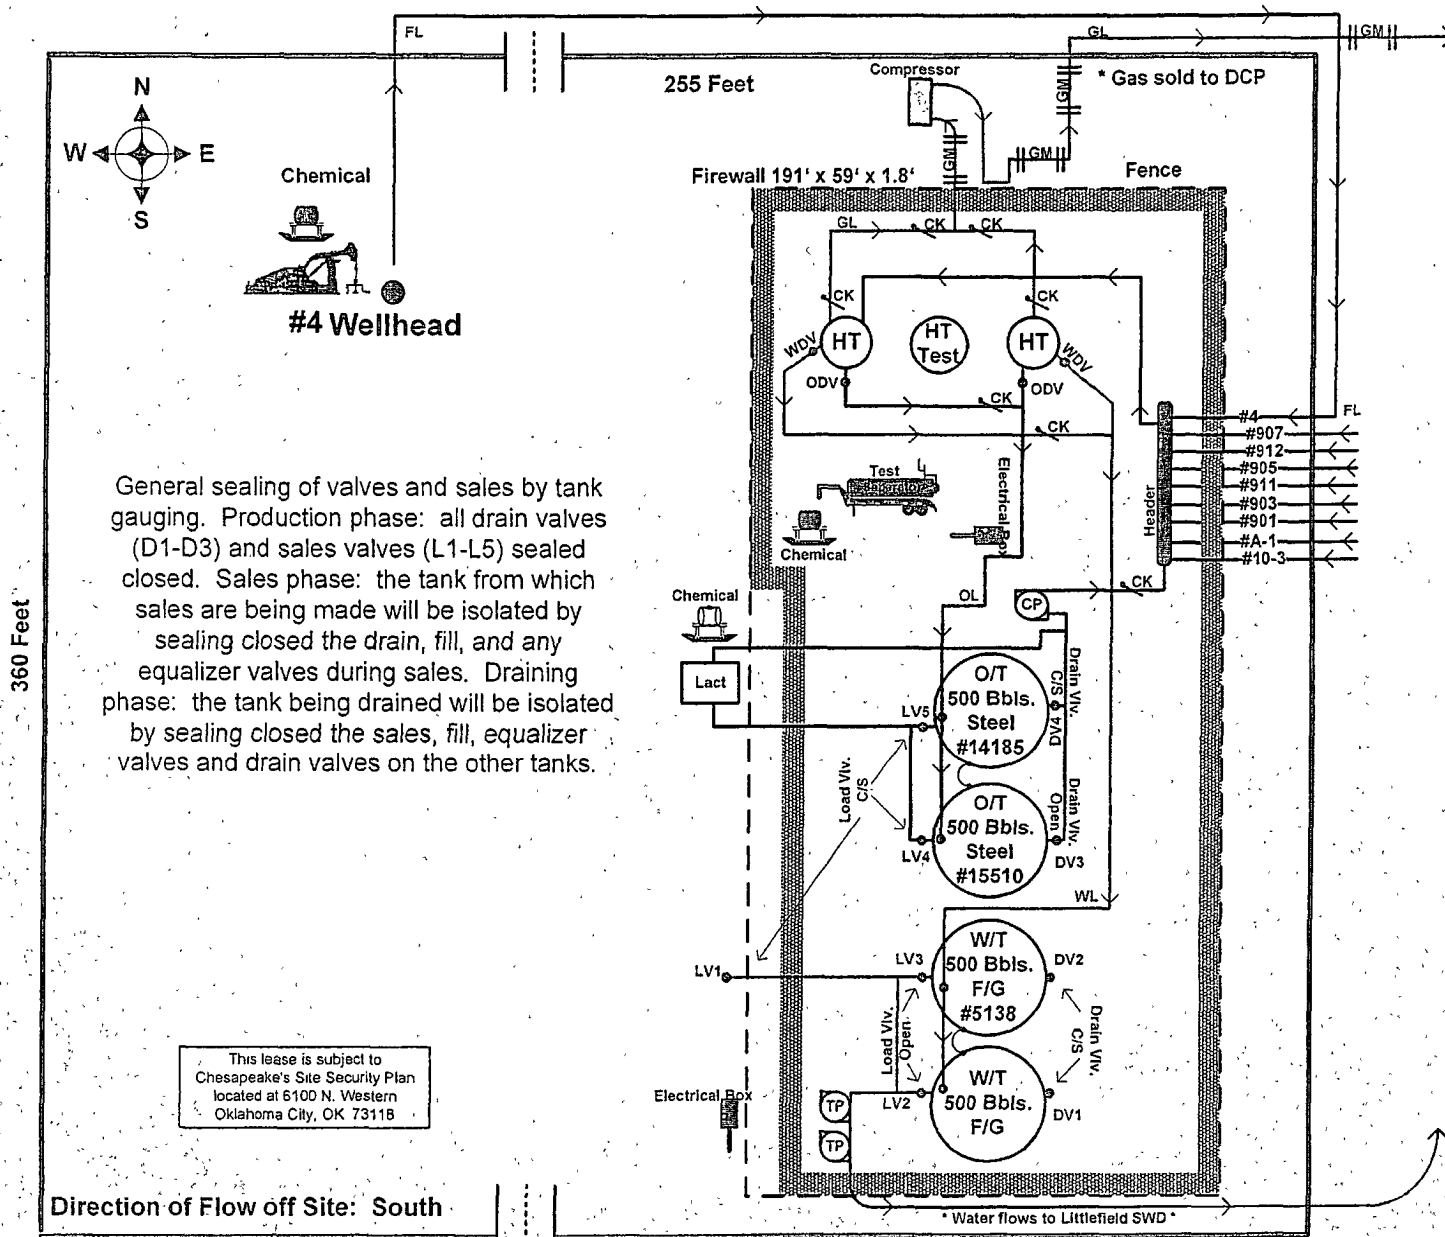 FL
GL
GM
255 Feet
Compressor
* Gas sold to DCP
GM
N
W E
S
GM
GM
Chemical
Firewall 191' x 59' x 1.8'
Fence
GL
CK
CK
#4 Wellhead
CK
CK
HT
HT
Test
HT
WDV
WDV
ODV
ODV
CK
CK
#4
FL
#907
#912
#905
#911
#903
#901
#A-1
#10-3
Header
Test
Separator
Chemical
Electrical Box
General sealing of valves and sales by tank
gauging. Production phase: all drain valves
(D1-D3) and sales valves (L1-L5) sealed
closed. Sales phase: the tank from which
sales are being made will be isolated by
sealing closed the drain, fill, and any
equalizer valves during sales. Draining
phase: the tank being drained will be isolated
by sealing closed the sales, fill, equalizer
valves and drain valves on the other tanks.
360 Feet
OL
CP
CK
Chemical
Lact
O/T
500 Bbls.
Steel
#14185
LV5
Drain Vlv.
C/S
DV4
Load Vlv.
C/S
O/T
500 Bbls.
Steel
#15510
LV4
Drain Vlv.
Open
DV3
WL
W/T
500 Bbls.
F/G
#5138
LV1
LV3
DV2
Load Vlv.
Open
Drain Vlv.
C/S
W/T
500 Bbls.
F/G
LV2
DV1
This lease is subject to
Chesapeake's Site Security Plan
located at 6100 N. Western
Oklahoma City, OK 73118
Electrical Box
TP
TP
Direction of Flow off Site: South
* Water flows to Littlefield SWD *